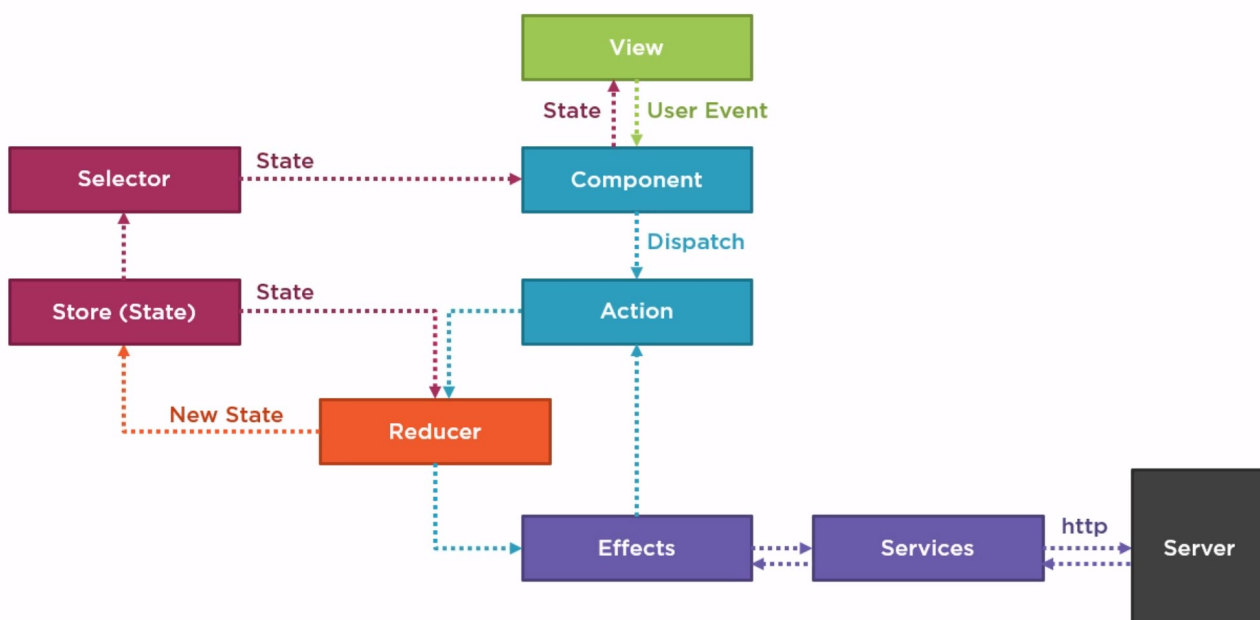 View
State
User Event
Selector
State
Component
Dispatch
Store (State)
State
Action
New State
Reducer
Effects
Services
http
Server